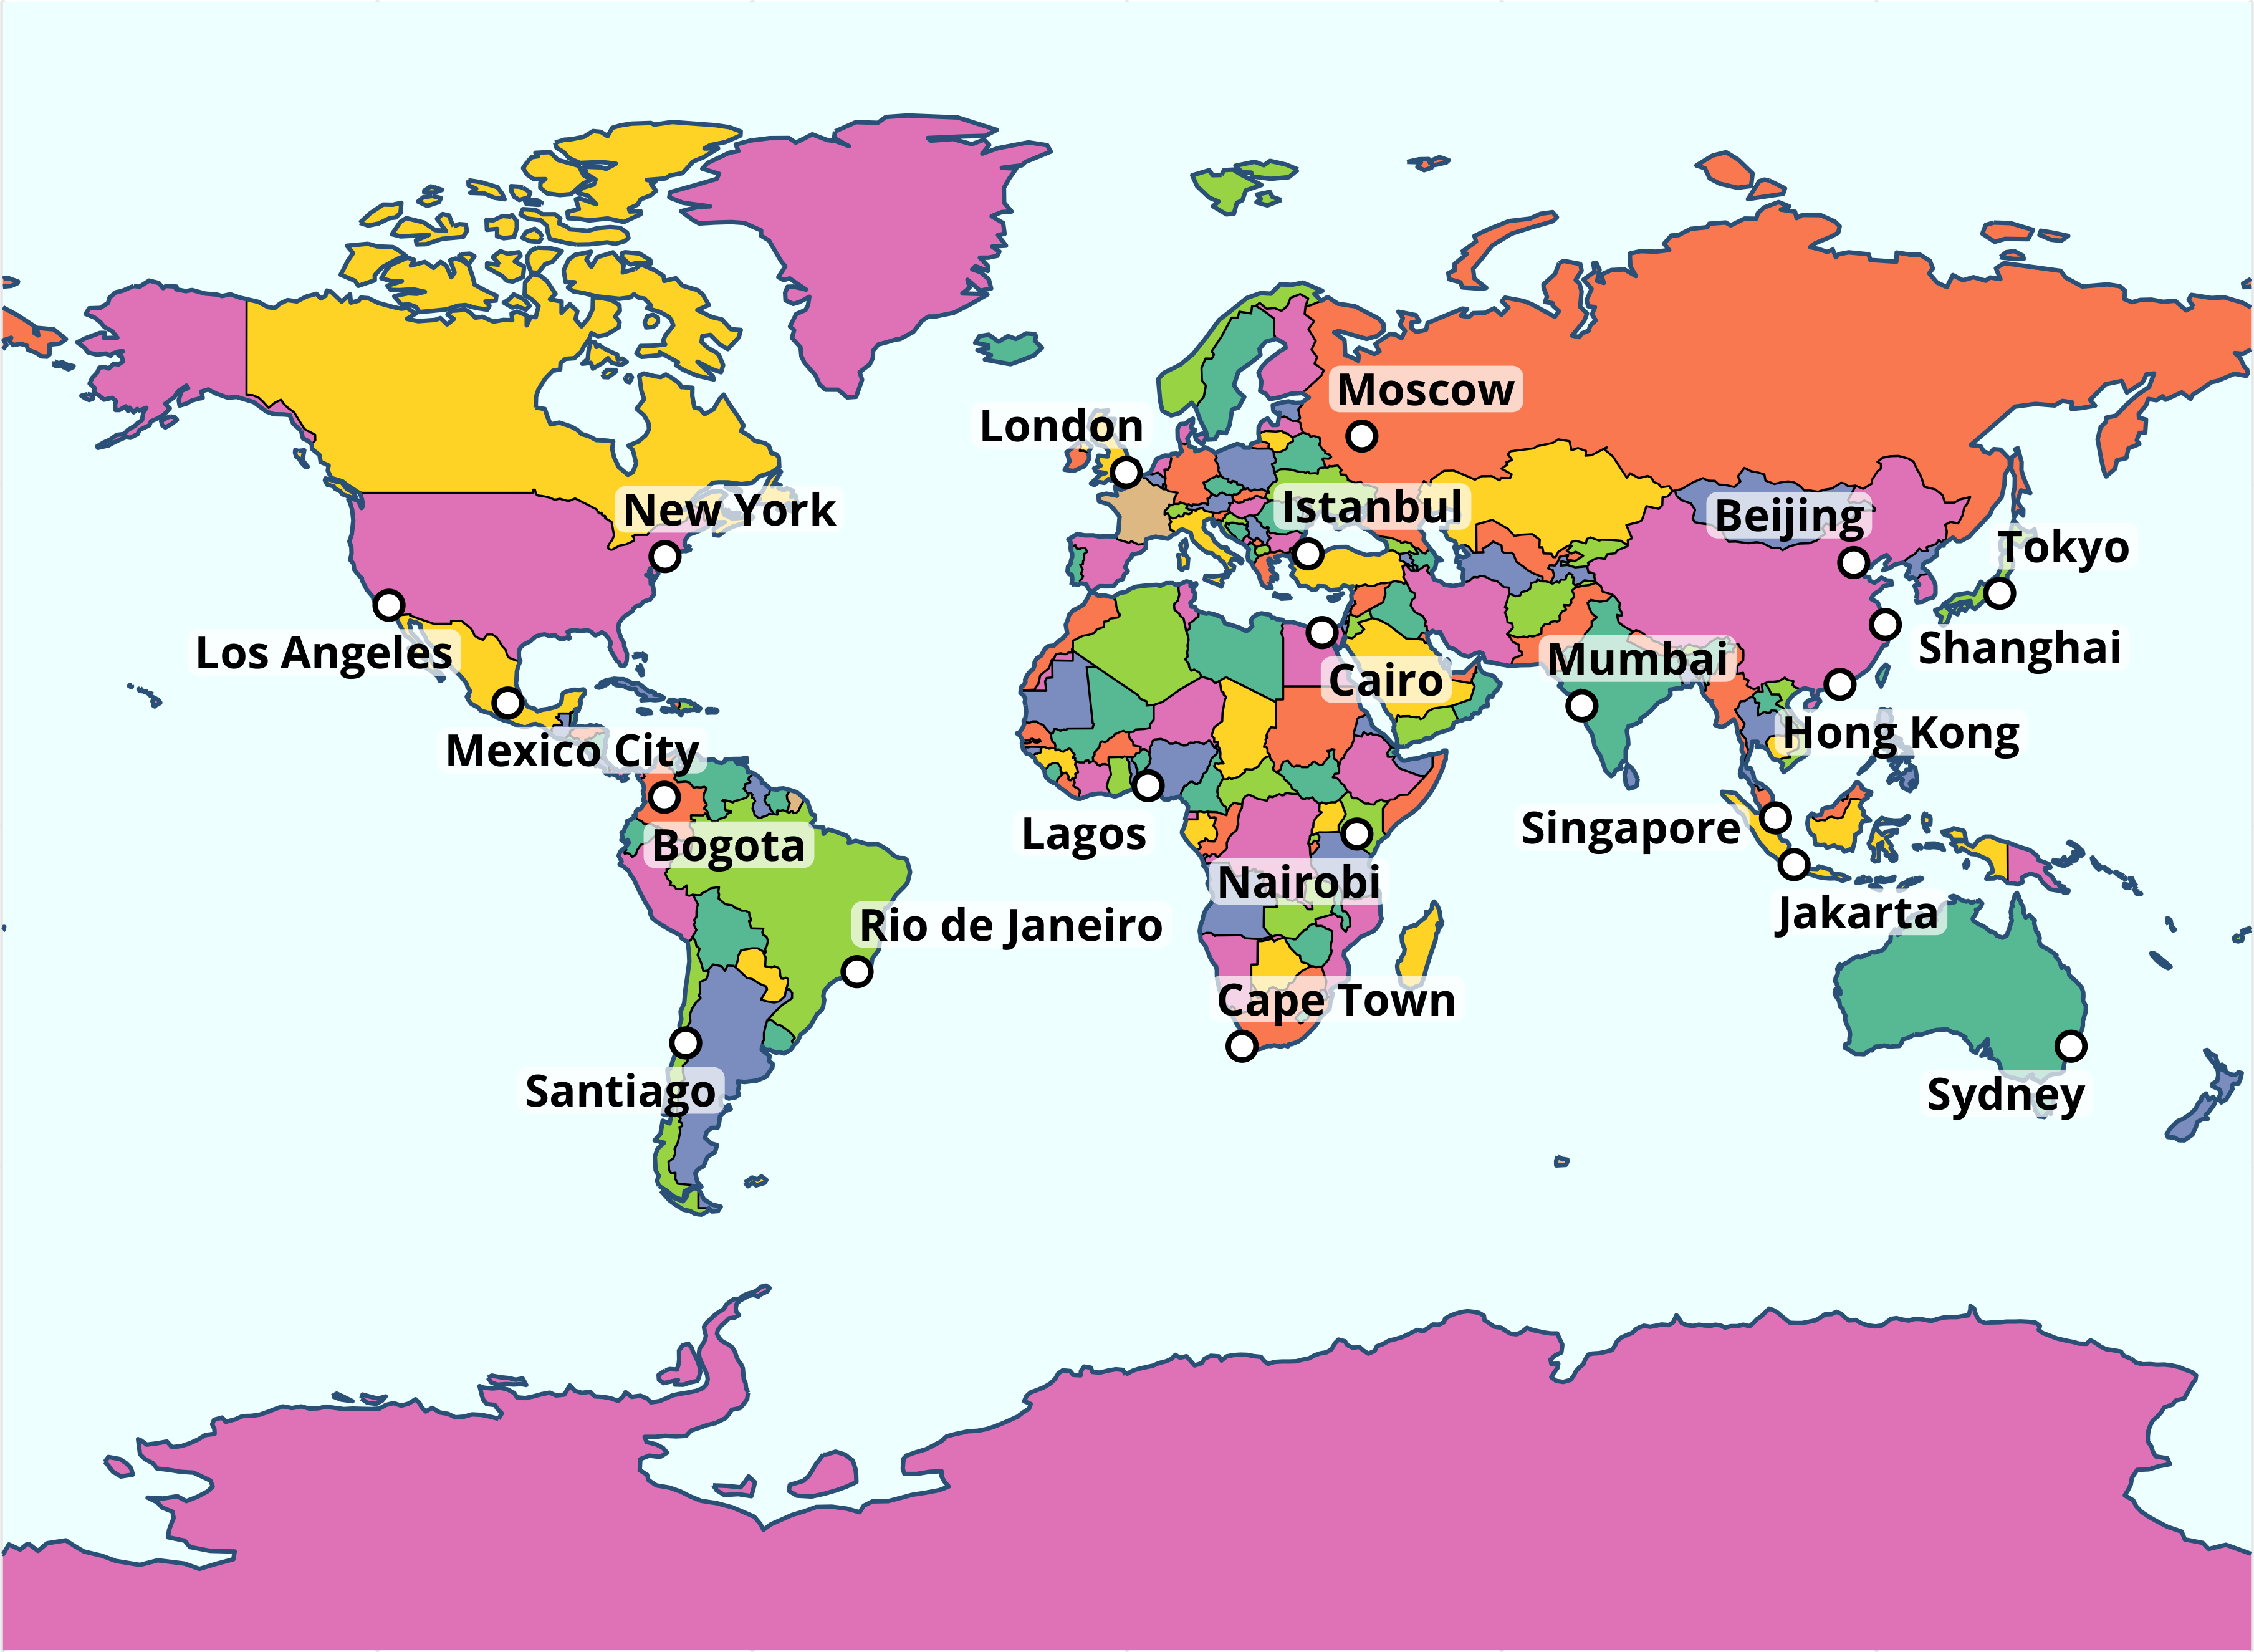 Moscow
London
New York
Istanbul
Beijing
Tokyo
Los Angeles
Cairo
Mumbai
Shanghai
Mexico City
Hong Kong
Bogota
Lagos
Singapore
Nairobi
Jakarta
Rio de Janeiro
Cape Town
Santiago
Sydney